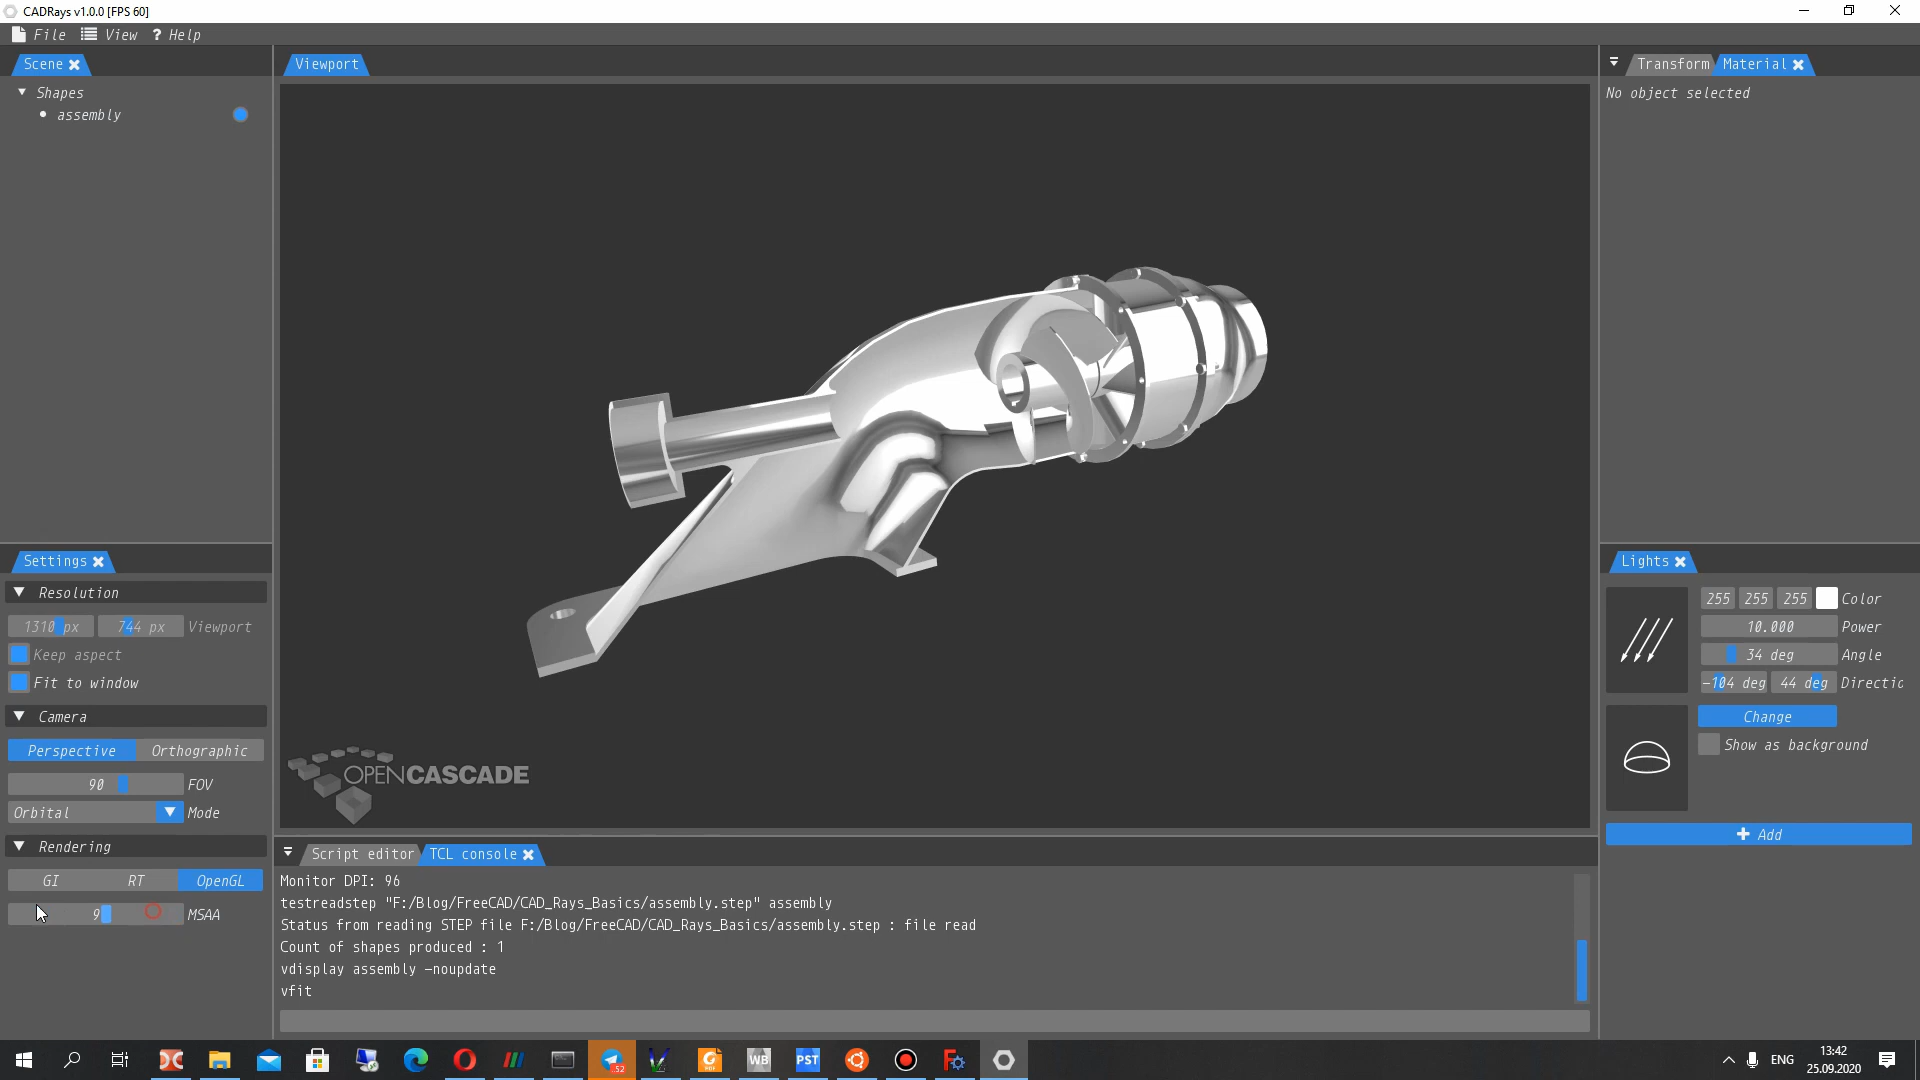 CADRays v1.0.0 [FPS 60]
File View ? Help
Scene
Viewport
Transform Material
Shapes
assembly
No object selected
Settings
Resolution
1310 px 744 px Viewport
Keep aspect
Fit to window
Camera
Perspective Orthographic
90 FOV
Orbital Mode
Rendering
GI RT OpenGL
9 MSAA
OPENCASCADE
Script editor TCL console
Monitor DPI: 96
testreadstep "F:/Blog/FreeCAD/CAD_Rays_Basics/assembly.step" assembly
Status from reading STEP file F:/Blog/FreeCAD/CAD_Rays_Basics/assembly.step : file read
Count of shapes produced : 1
vdisplay assembly -noupdate
vfit
Lights
255 255 255 Color
10.000 Power
34 deg Angle
-104 deg 44 deg Directio
Change
Show as background
+ Add
52
WB
PST
ENG
13:42
25.09.2020